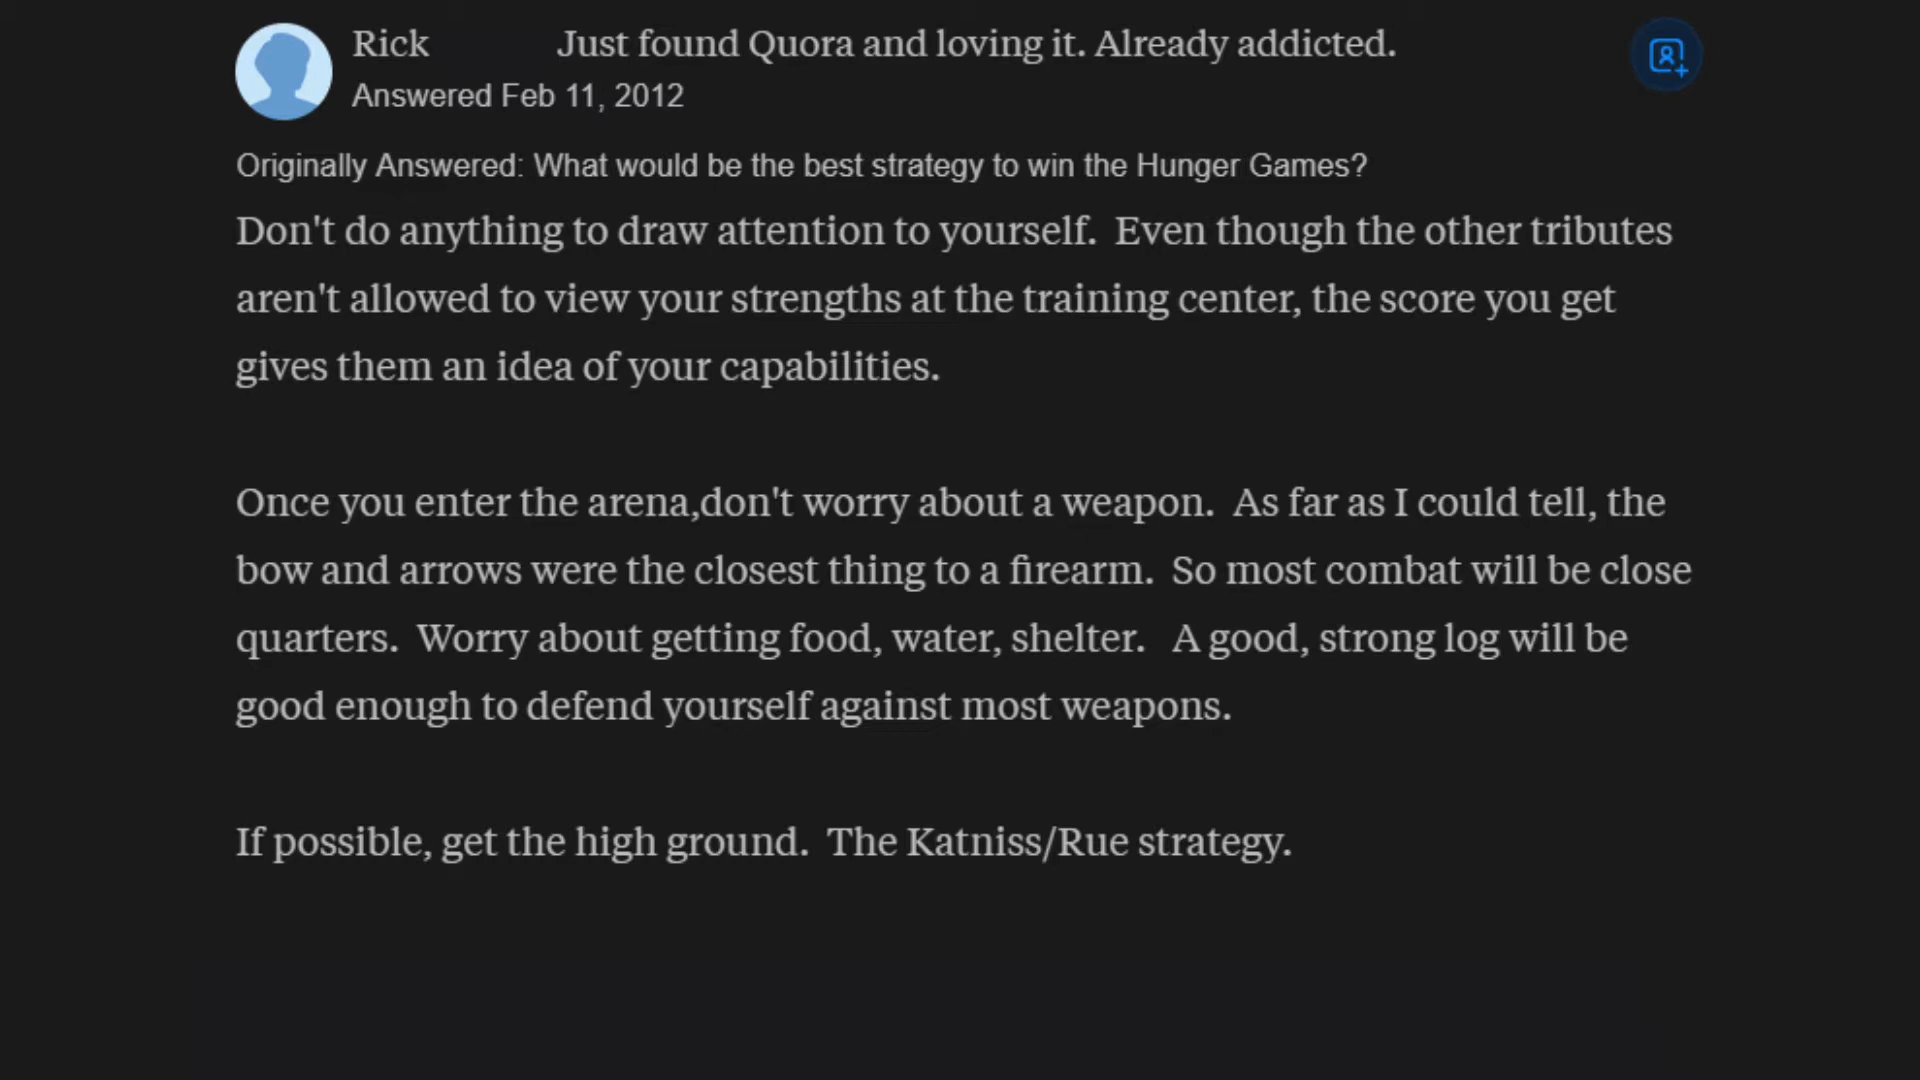 Rick Just found Quora and loving it. Already addicted.
Answered Feb 11, 2012
Originally Answered: What would be the best strategy to win the Hunger Games?
Don't do anything to draw attention to yourself.  Even though the other tributes
aren't allowed to view your strengths at the training center, the score you get
gives them an idea of your capabilities.
Once you enter the arena,don't worry about a weapon.  As far as I could tell, the
bow and arrows were the closest thing to a firearm.  So most combat will be close
quarters.  Worry about getting food, water, shelter.   A good, strong log will be
good enough to defend yourself against most weapons.
If possible, get the high ground.  The Katniss/Rue strategy.